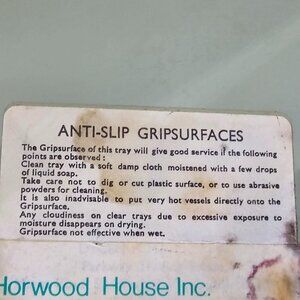 ANTI-SLIP GRIPSURFACES
The Gripsurface of this tray will give good service if the following
points are observed :
Clean tray with a soft damp cloth moistened with a few drops
of liquid soap.
Take care not to dig or cut plastic surface, or to use abrasive
powders for cleaning.
It is also inadvisable to put very hot vessels directly onto the
Gripsurface.
Any cloudiness on clear trays due to excessive exposure to
moisture disappears on drying.
Gripsurface not effective when wet.
Horwood House Inc.